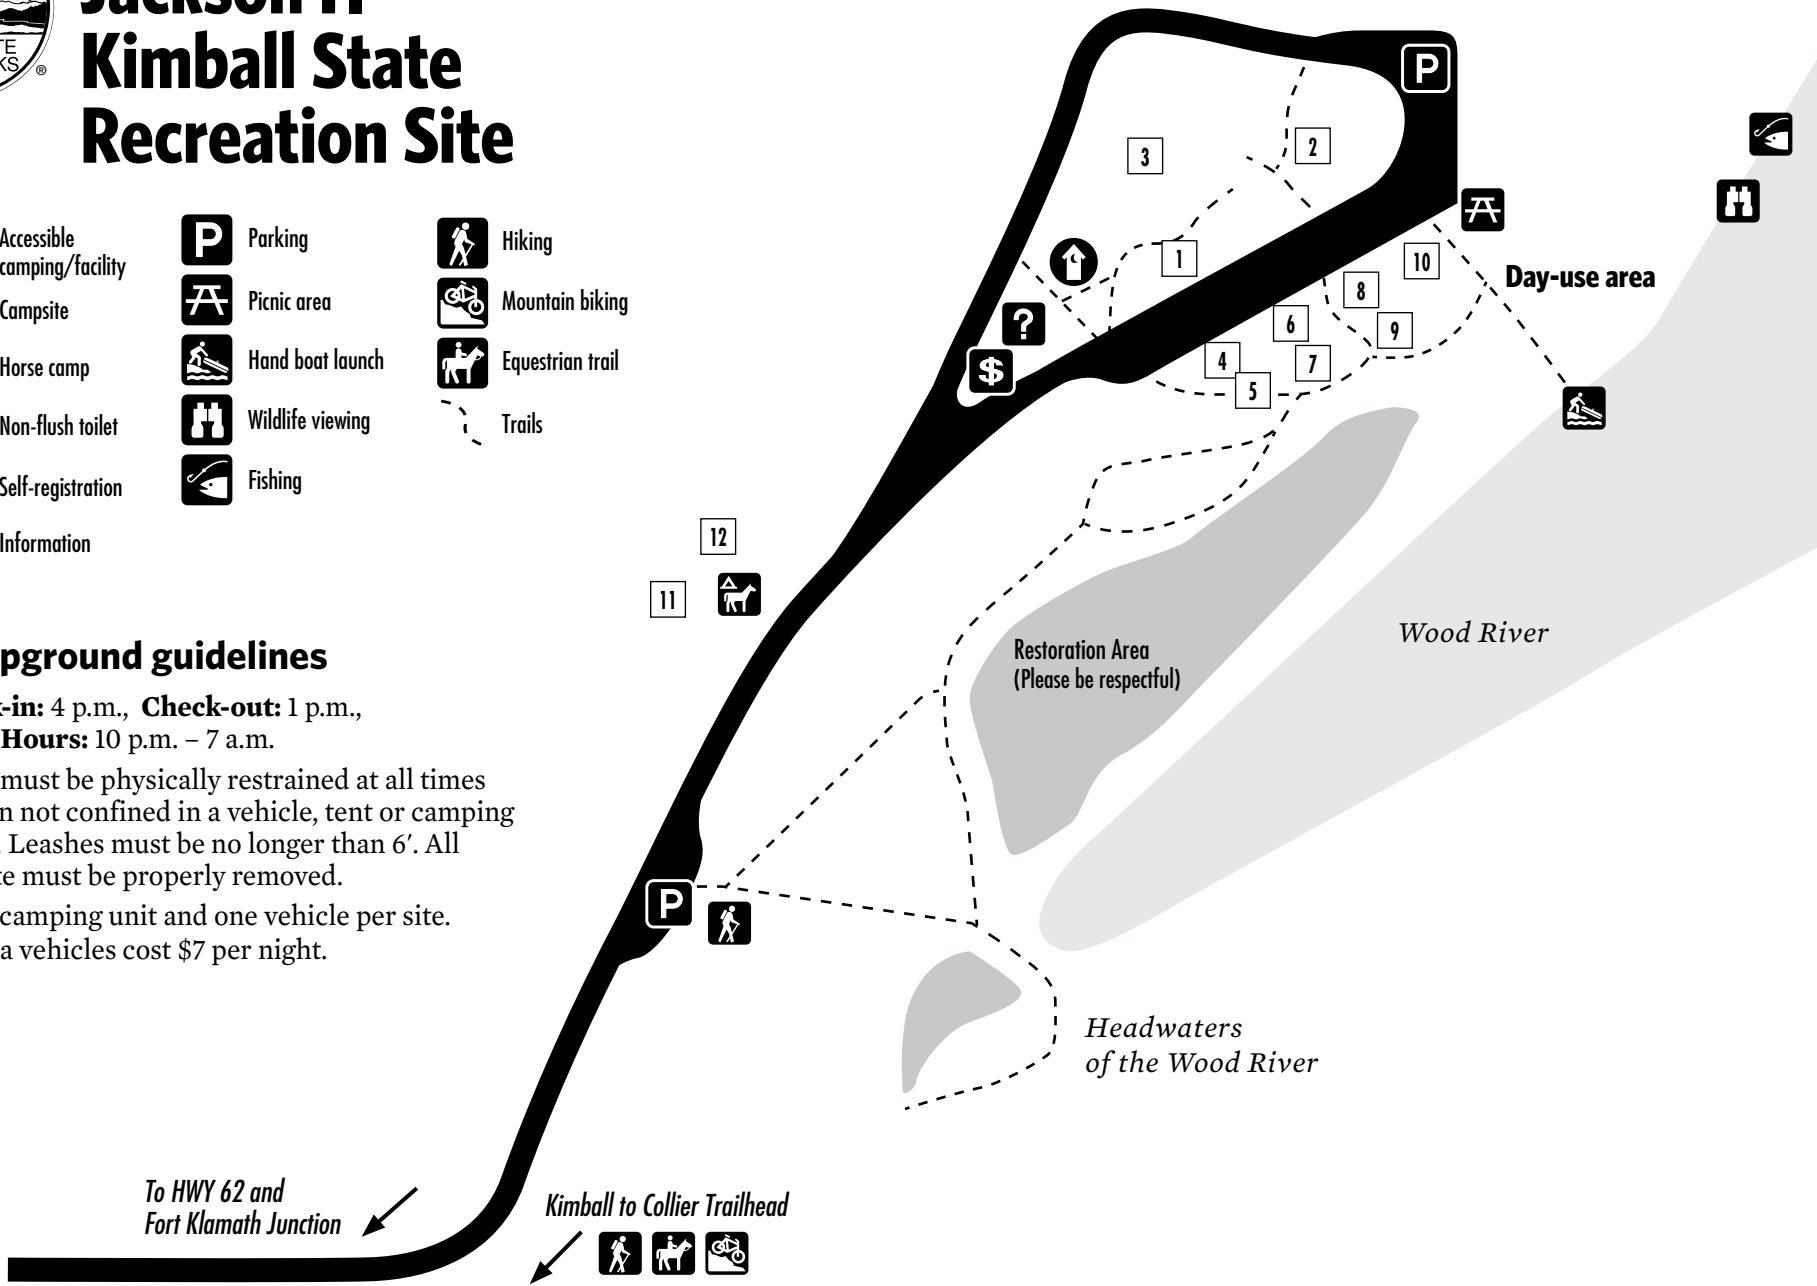 Kimball State
Recreation Site
®
Accessible
camping/facility
Campsite
Horse camp
Non-flush toilet
Self-registration
Information
P Parking
Picnic area
Hand boat launch
Wildlife viewing
Fishing
Hiking
Mountain biking
Equestrian trail
Trails
pground guidelines
-in: 4 p.m., Check-out: 1 p.m.,
Hours: 10 p.m. – 7 a.m.
must be physically restrained at all times
n not confined in a vehicle, tent or camping
. Leashes must be no longer than 6′. All
te must be properly removed.
camping unit and one vehicle per site.
a vehicles cost $7 per night.
P
3
2
1
10
8
9
6
4
7
5
?
$
Day-use area
12
11
Restoration Area
(Please be respectful)
Wood River
P
Headwaters
of the Wood River
To HWY 62 and
Fort Klamath Junction
Kimball to Collier Trailhead